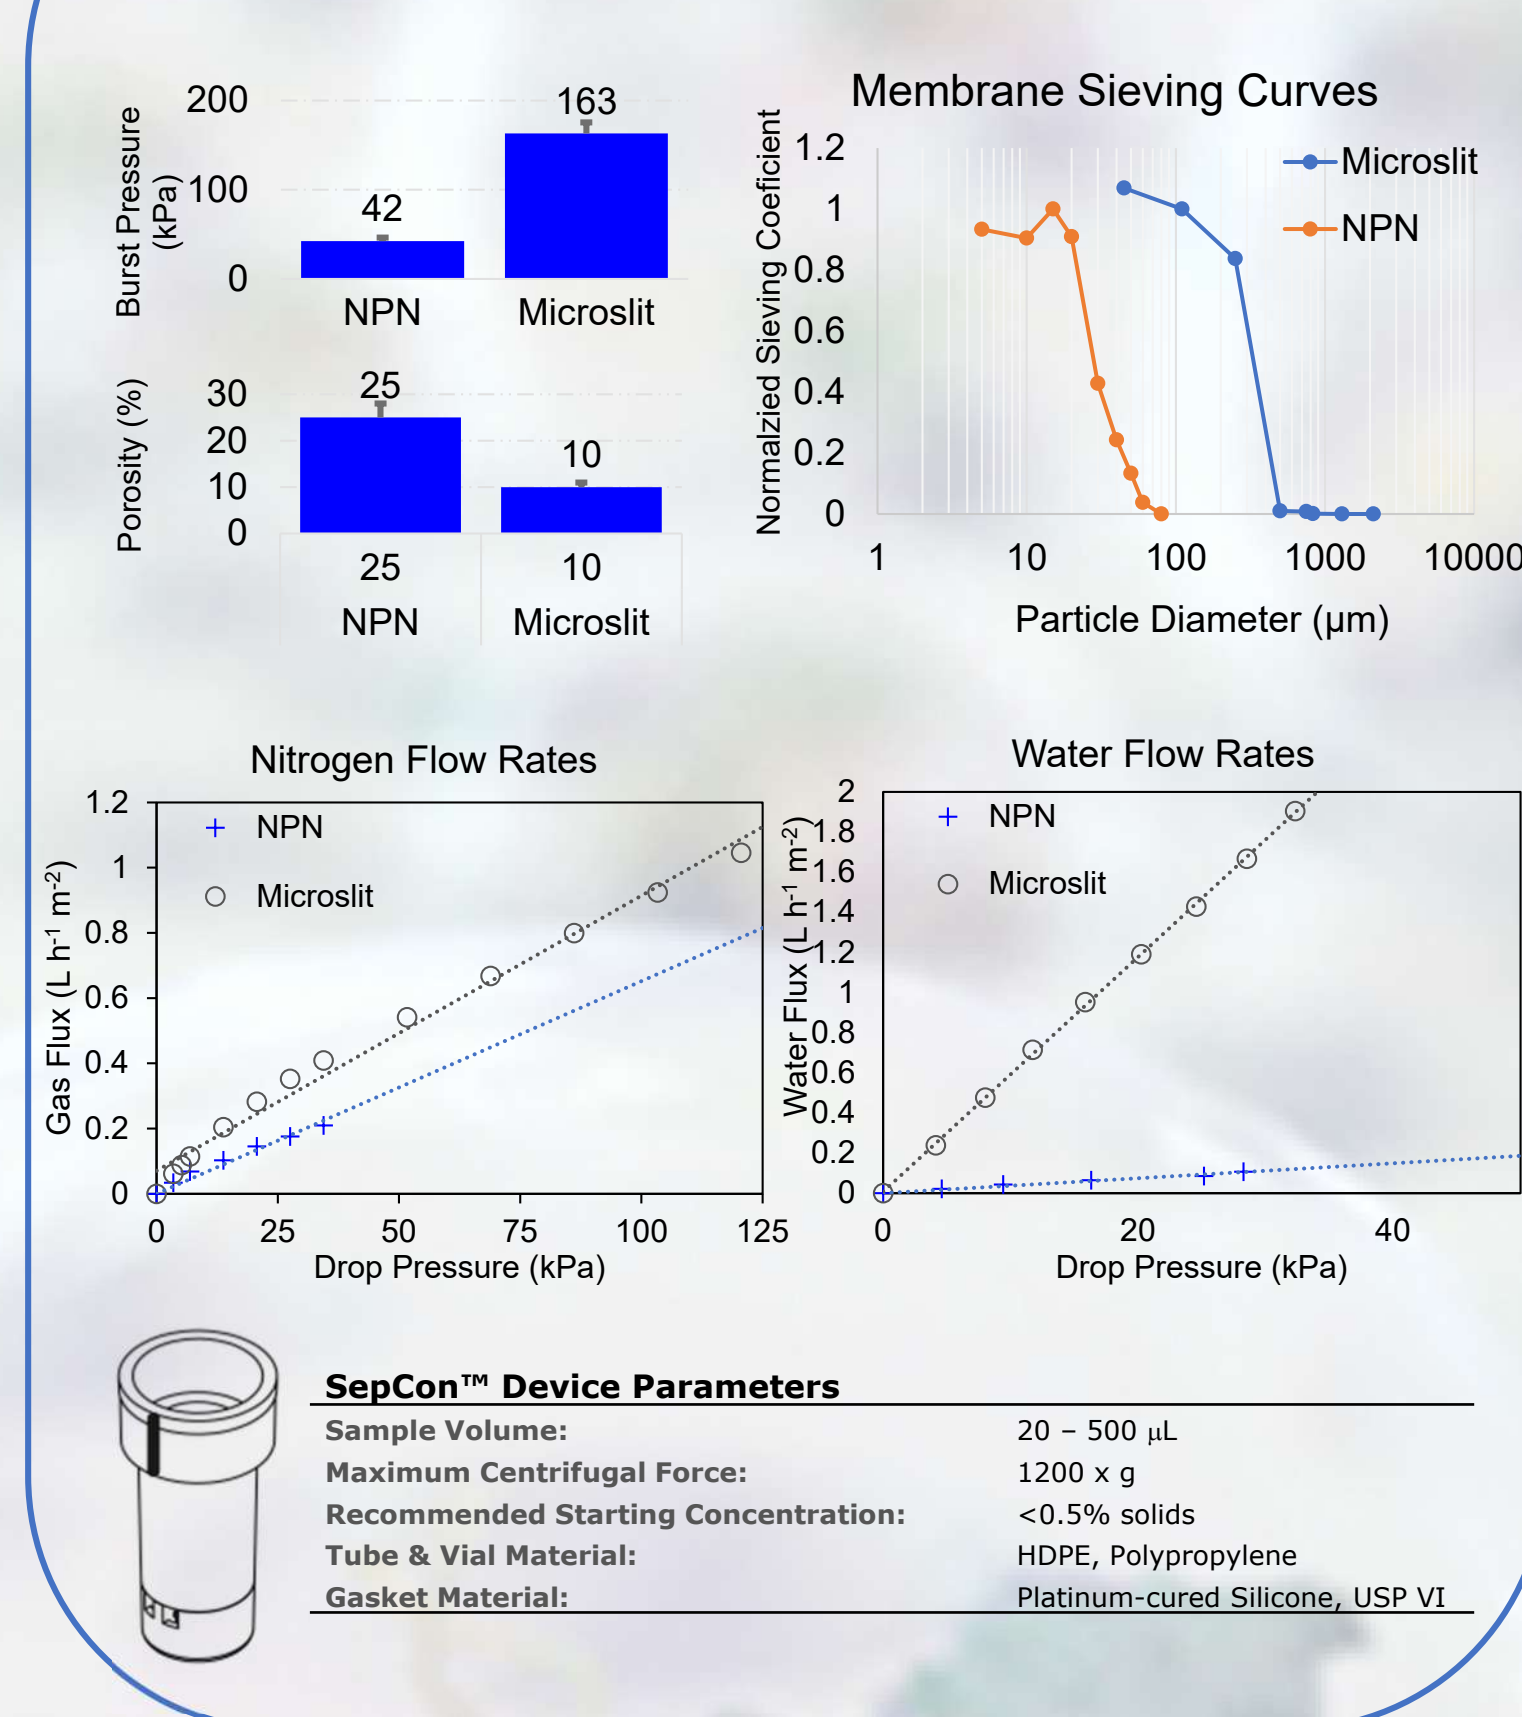 Burst Pressure
(kPa)
200
100
0
42
163
NPN
Microslit
Porosity (%)
30
20
10
0
25
10
25
10
NPN
Microslit
Membrane Sieving Curves
Normalzied Sieving Coeficient
1.2
1
0.8
0.6
0.4
0.2
0
Microslit
NPN
1
10
100
1000
10000
Particle Diameter (µm)
Nitrogen Flow Rates
Gas Flux (L h-1 m-2)
1.2
1
0.8
0.6
0.4
0.2
0
NPN
Microslit
0
25
50
75
100
125
Drop Pressure (kPa)
Water Flow Rates
Water Flux (L h-1 m-2)
2
1.8
1.6
1.4
1.2
1
0.8
0.6
0.4
0.2
0
NPN
Microslit
0
20
40
Drop Pressure (kPa)
SepCon™ Device Parameters
Sample Volume: 20 – 500 µL
Maximum Centrifugal Force: 1200 x g
Recommended Starting Concentration: <0.5% solids
Tube & Vial Material: HDPE, Polypropylene
Gasket Material: Platinum-cured Silicone, USP VI